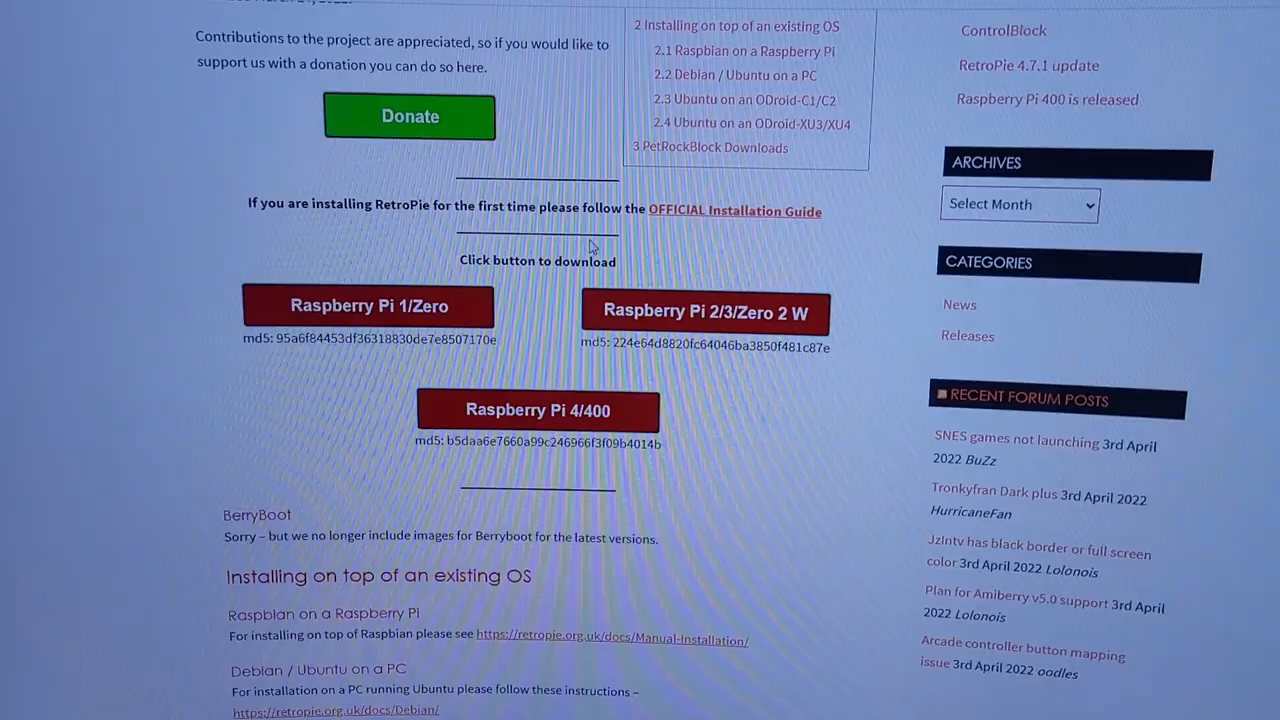 Contributions to the project are appreciated, so if you would like to
support us with a donation you can do so here.
Donate
2 Installing on top of an existing OS
2.1 Raspbian on a Raspberry Pi
2.2 Debian / Ubuntu on a PC
2.3 Ubuntu on an ODroid-C1/C2
2.4 Ubuntu on an ODroid-XU3/XU4
3 PetRockBlock Downloads
If you are installing RetroPie for the first time please follow the OFFICIAL Installation Guide
Click button to download
Raspberry Pi 1/Zero
md5: 95a6f84453df36318830de7e8507170e
Raspberry Pi 2/3/Zero 2 W
md5: 224e64d8820fc64046ba3850f481c87e
Raspberry Pi 4/400
md5: b5daa6e7660a99c246966f3f09b4014b
BerryBoot
Sorry – but we no longer include images for Berryboot for the latest versions.
Installing on top of an existing OS
Raspbian on a Raspberry Pi
For installing on top of Raspbian please see https://retropie.org.uk/docs/Manual-Installation/
Debian / Ubuntu on a PC
For installation on a PC running Ubuntu please follow these instructions –
https://retropie.org.uk/docs/Debian/
ControlBlock
RetroPie 4.7.1 update
Raspberry Pi 400 is released
ARCHIVES
Select Month
CATEGORIES
News
Releases
RECENT FORUM POSTS
SNES games not launching 3rd April
2022 BuZz
Tronkyfran Dark plus 3rd April 2022
HurricaneFan
JzIntv has black border or full screen
color 3rd April 2022 Lolonois
Plan for Amiberry v5.0 support 3rd April
2022 Lolonois
Arcade controller button mapping
issue 3rd April 2022 oodles